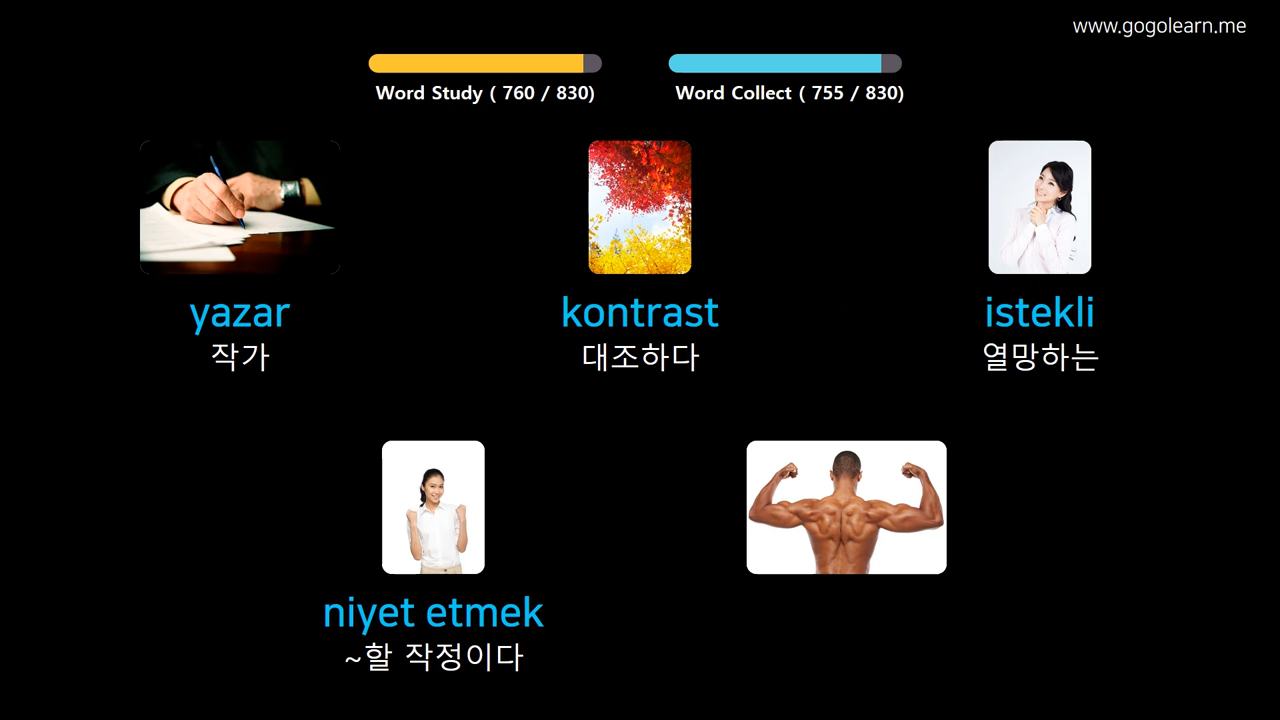 www.gogolearn.me
Word Study ( 760 / 830)
Word Collect ( 755 / 830)
yazar
작가
kontrast
대조하다
istekli
열망하는
niyet etmek
~할 작정이다